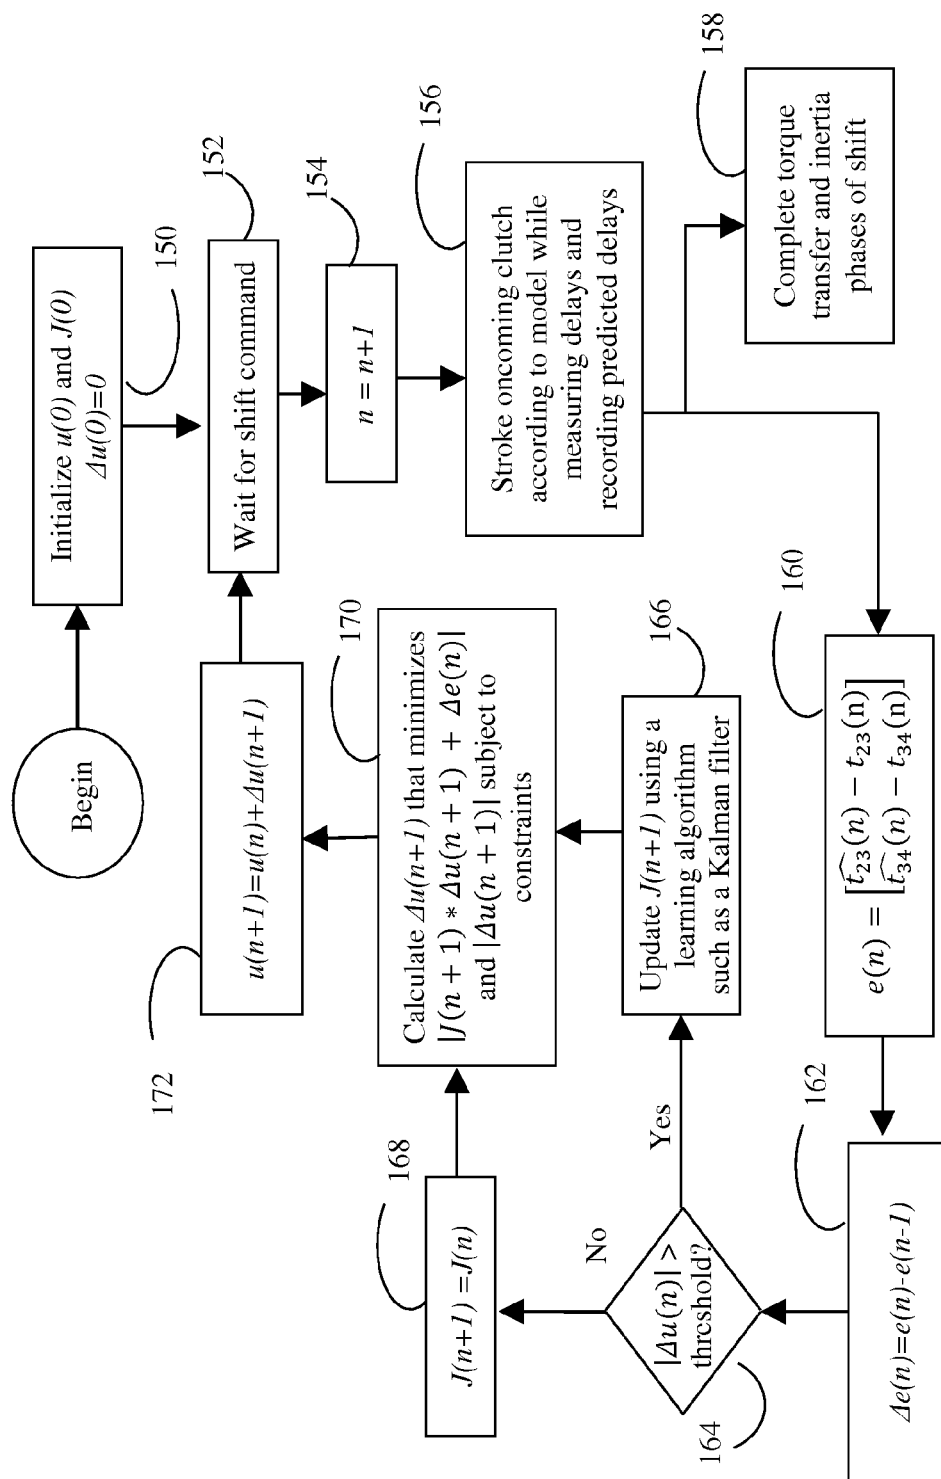 Begin
Initialize u(0) and J(0)
Δu(0)=0
150
Wait for shift command
152
n = n+1
154
Stroke oncoming clutch
according to model while
measuring delays and
recording predicted delays
156
Complete torque
transfer and inertia
phases of shift
158
e(n) = [t̂23(n) − t23(n)
t̂34(n) − t34(n)]
160
Δe(n)=e(n)-e(n-1)
162
|Δu(n)| >
threshold?
164
Yes
No
Update J(n+1) using a
learning algorithm
such as a Kalman filter
166
J(n+1) =J(n)
168
Calculate Δu(n+1) that minimizes
|J(n + 1) * Δu(n + 1) + Δe(n)|
and |Δu(n + 1)| subject to
constraints
170
u(n+1)=u(n)+Δu(n+1)
172